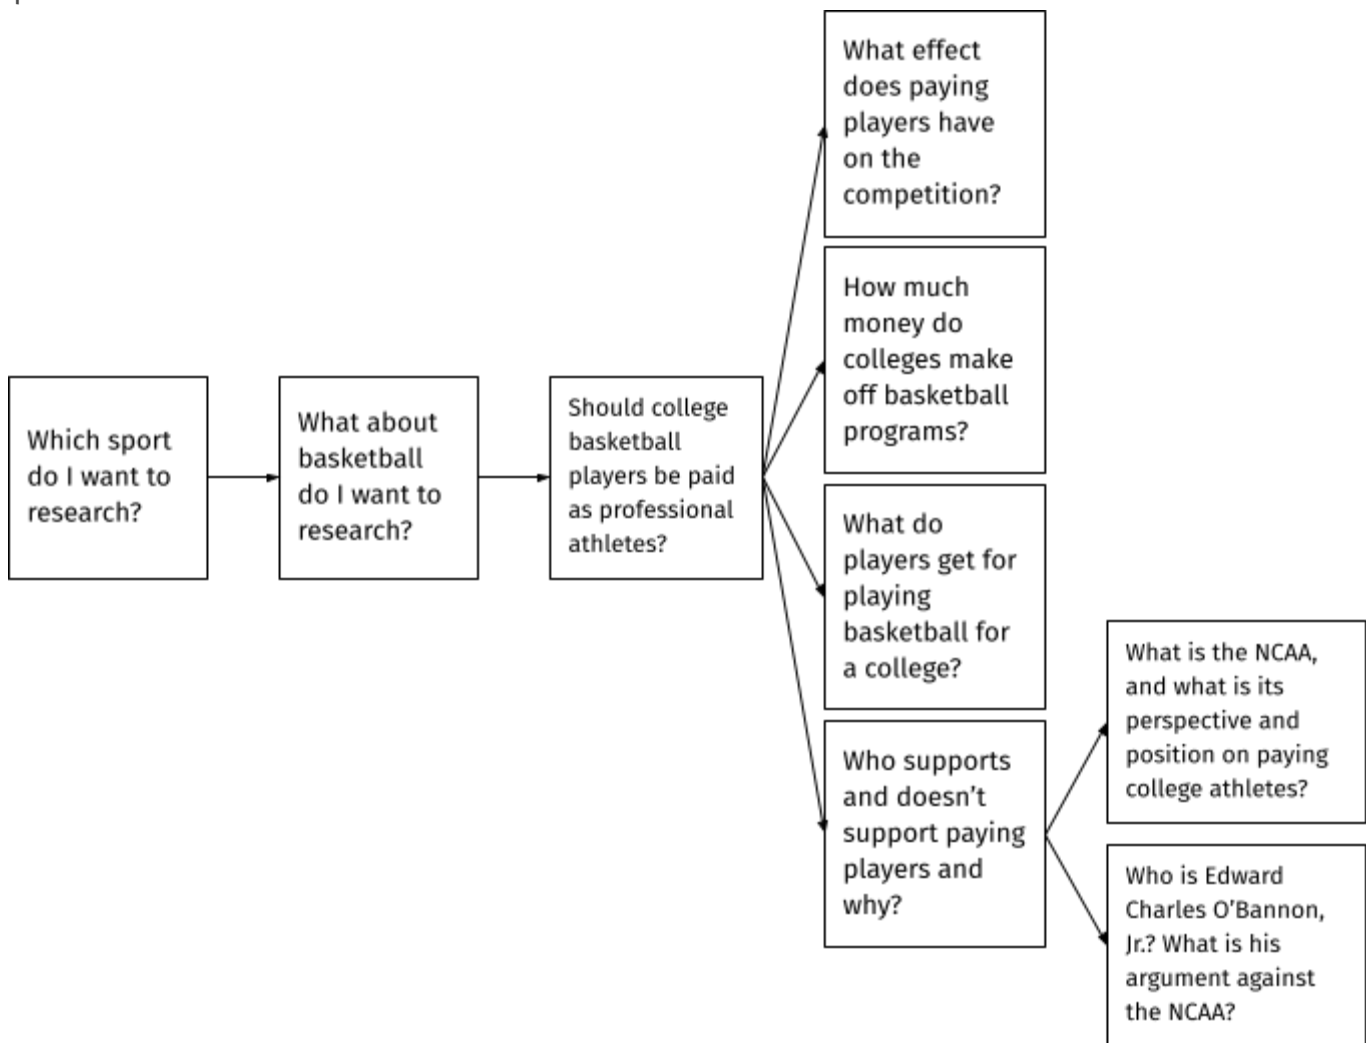 Which sport
do I want to
research?
What about
basketball
do I want to
research?
Should college
basketball
players be paid
as professional
athletes?
What effect
does paying
players have
on the
competition?
How much
money do
colleges make
off basketball
programs?
What do
players get for
playing
basketball for
a college?
Who supports
and doesn’t
support paying
players and
why?
What is the NCAA,
and what is its
perspective and
position on paying
college athletes?
Who is Edward
Charles O’Bannon,
Jr.? What is his
argument against
the NCAA?